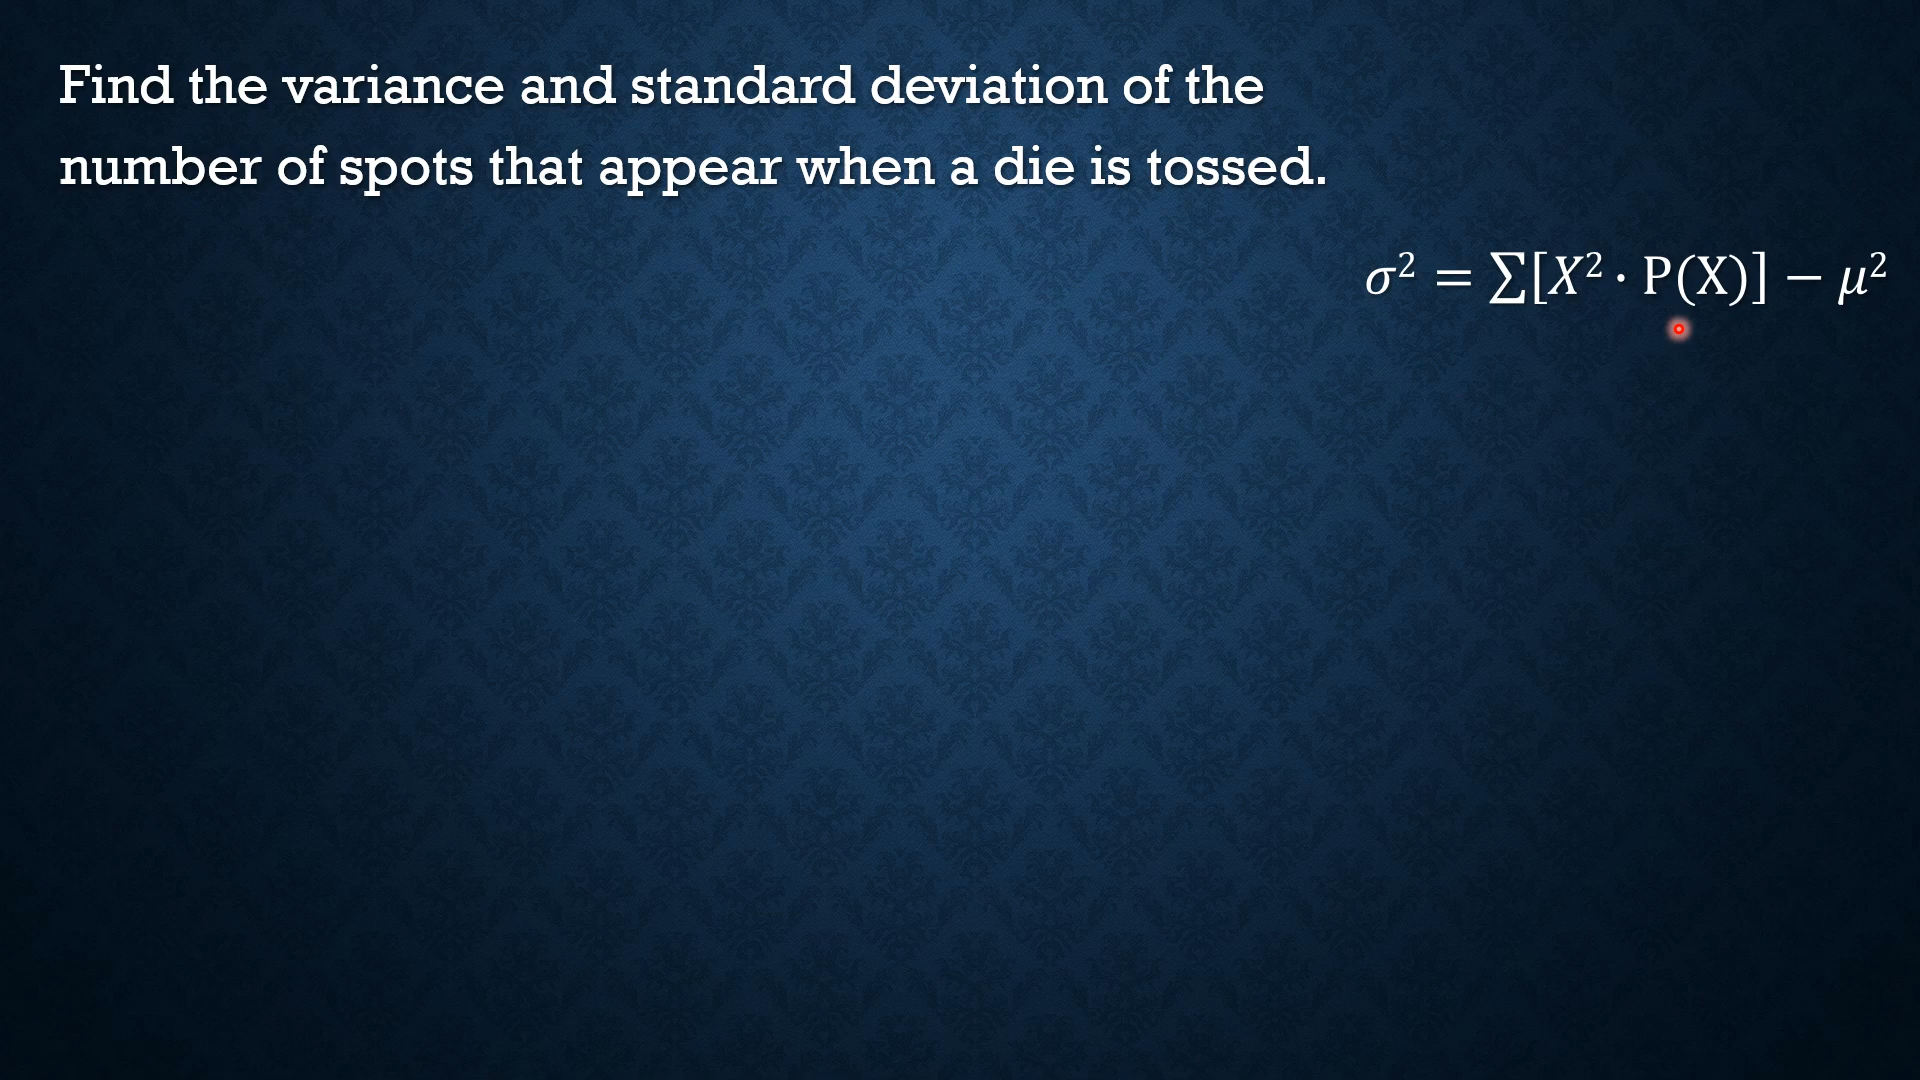 Find the variance and standard deviation of the
number of spots that appear when a die is tossed.
𝜎² = ∑[𝑋² · P(X)] − 𝜇²